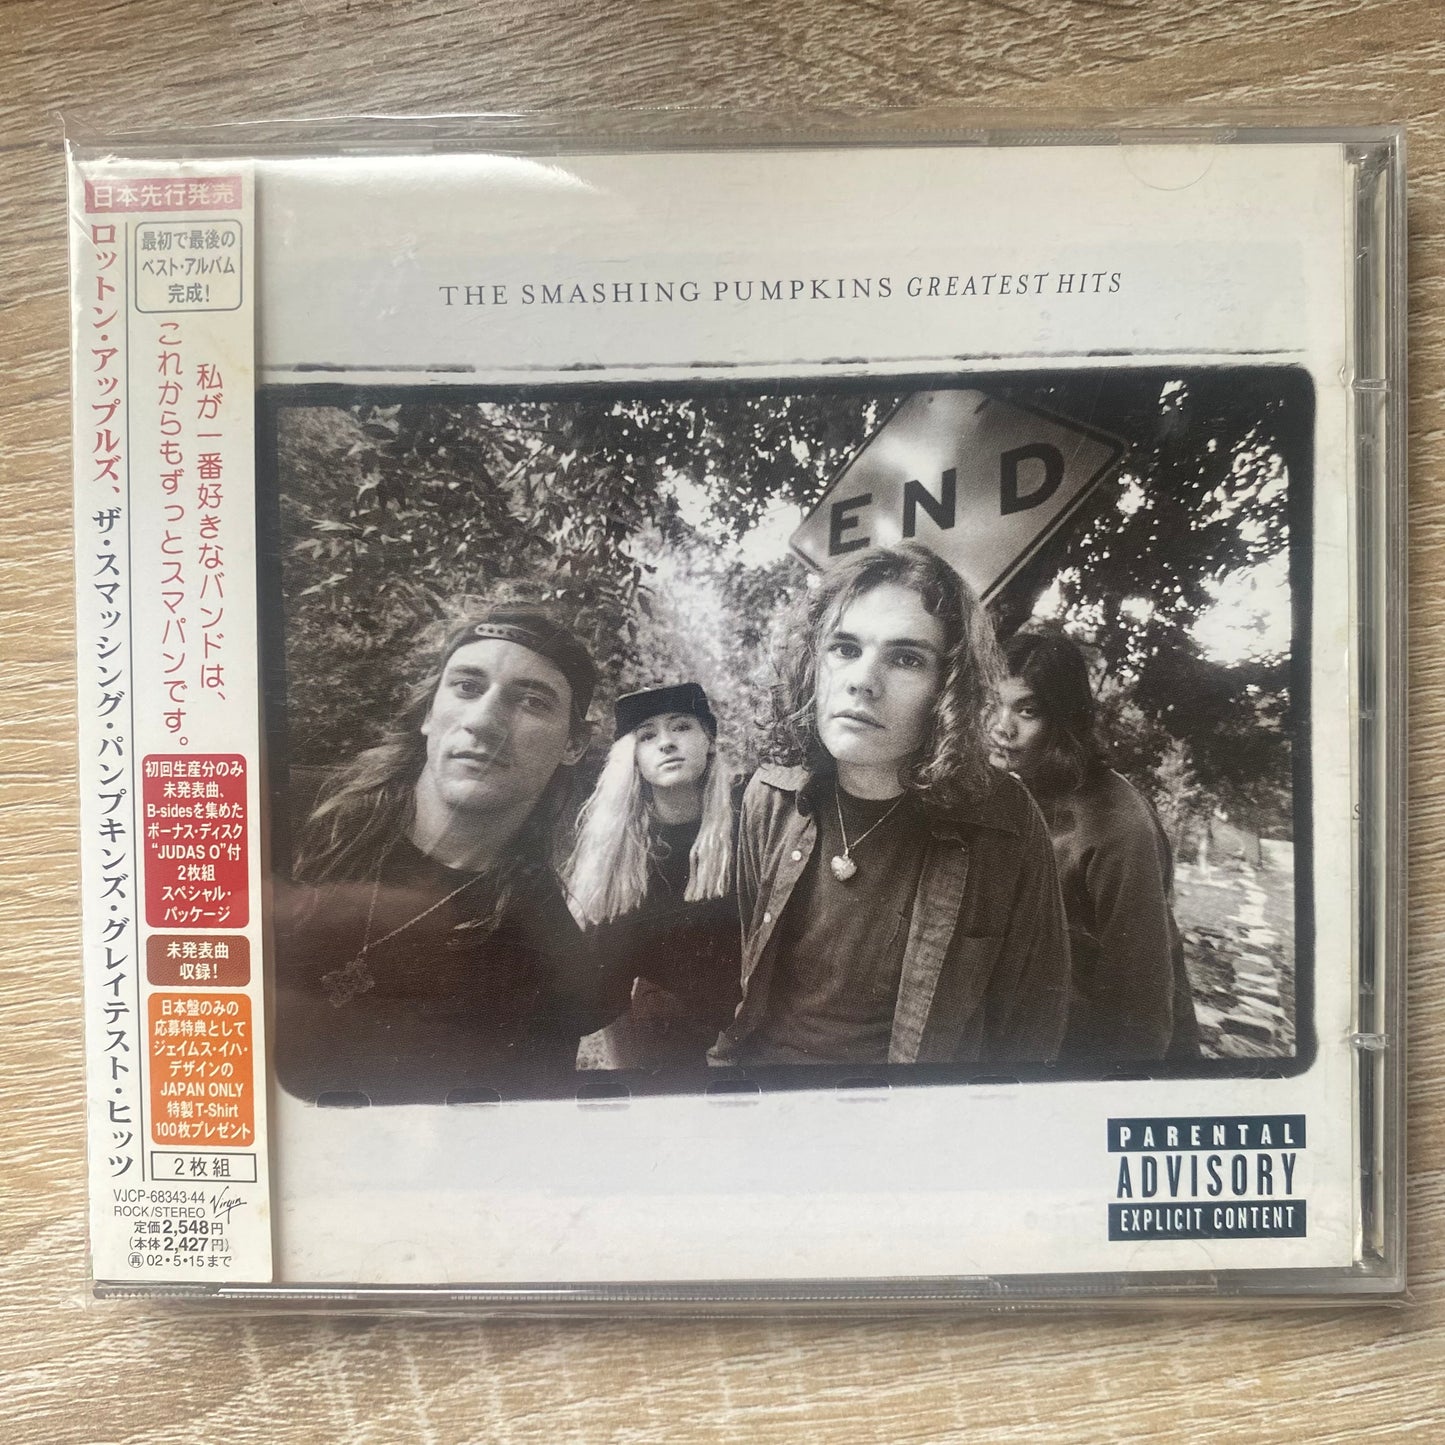 日本先行発売
ロットン・アップルズ、ザ・スマッシング・パンプキンズ・グレイテスト・ヒッツ
最初で最後の
ベスト・アルバム
完成!
私が一番好きなバンドは、
これからもずっとスマパンです。
初回生産分のみ
未発表曲、
B-sidesを集めた
ボーナス・ディスク
“JUDAS O”付
2枚組
スペシャル・
パッケージ
未発表曲
収録!
日本盤のみの
応募特典として
ジェイムス・イハ・
デザインの
JAPAN ONLY
特製T-Shirt
100枚プレゼント
2枚組
VJCP-68343-44
ROCK/STEREO
Virgin
定価2,548円
(本体2,427円)
再02・5・15まで
THE SMASHING PUMPKINS GREATEST HITS
END
PARENTAL
ADVISORY
EXPLICIT CONTENT